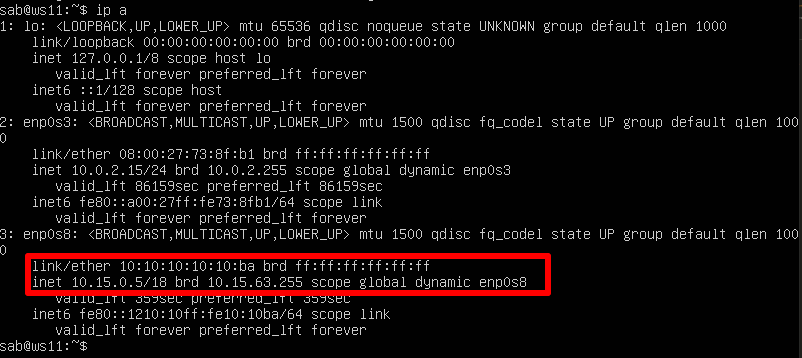 sab@ws11:~$ ip a
1: lo: <LOOPBACK,UP,LOWER_UP> mtu 65536 qdisc noqueue state UNKNOWN group default qlen 1000
link/loopback 00:00:00:00:00:00 brd 00:00:00:00:00:00
inet 127.0.0.1/8 scope host lo
valid_lft forever preferred_lft forever
inet6 ::1/128 scope host
valid_lft forever preferred_lft forever
2: enp0s3: <BROADCAST,MULTICAST,UP,LOWER_UP> mtu 1500 qdisc fq_codel state UP group default qlen 100
0
link/ether 08:00:27:73:8f:b1 brd ff:ff:ff:ff:ff:ff
inet 10.0.2.15/24 brd 10.0.2.255 scope global dynamic enp0s3
valid_lft 86159sec preferred_lft 86159sec
inet6 fe80::a00:27ff:fe73:8fb1/64 scope link
valid_lft forever preferred_lft forever
3: enp0s8: <BROADCAST,MULTICAST,UP,LOWER_UP> mtu 1500 qdisc fq_codel state UP group default qlen 100
0
link/ether 10:10:10:10:10:ba brd ff:ff:ff:ff:ff:ff
inet 10.15.0.5/18 brd 10.15.63.255 scope global dynamic enp0s8
valid_lft 359sec preferred_lft 359sec
inet6 fe80::1210:10ff:fe10:10ba/64 scope link
valid_lft forever preferred_lft forever
sab@ws11:~$